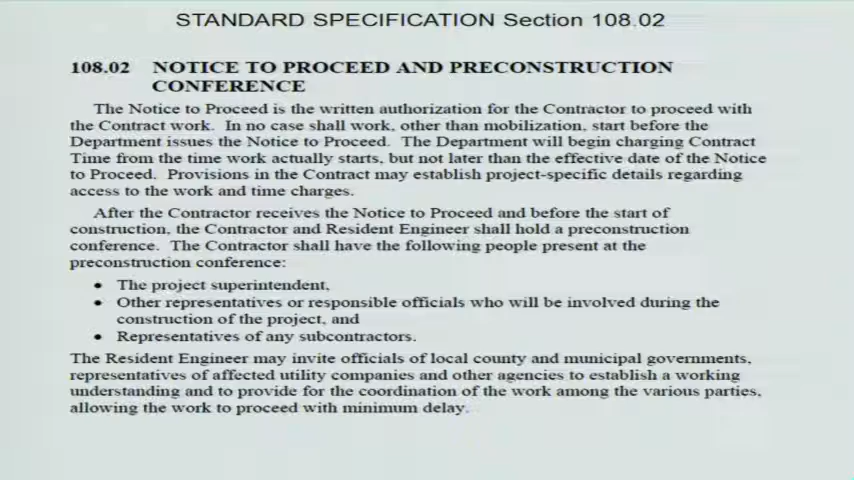 STANDARD SPECIFICATION Section 108.02
108.02 NOTICE TO PROCEED AND PRECONSTRUCTION
CONFERENCE
The Notice to Proceed is the written authorization for the Contractor to proceed with
the Contract work. In no case shall work, other than mobilization, start before the
Department issues the Notice to Proceed. The Department will begin charging Contract
Time from the time work actually starts, but not later than the effective date of the Notice
to Proceed. Provisions in the Contract may establish project-specific details regarding
access to the work and time charges.
After the Contractor receives the Notice to Proceed and before the start of
construction, the Contractor and Resident Engineer shall hold a preconstruction
conference. The Contractor shall have the following people present at the
preconstruction conference:
• The project superintendent,
• Other representatives or responsible officials who will be involved during the
construction of the project, and
• Representatives of any subcontractors.
The Resident Engineer may invite officials of local county and municipal governments,
representatives of affected utility companies and other agencies to establish a working
understanding and to provide for the coordination of the work among the various parties,
allowing the work to proceed with minimum delay.